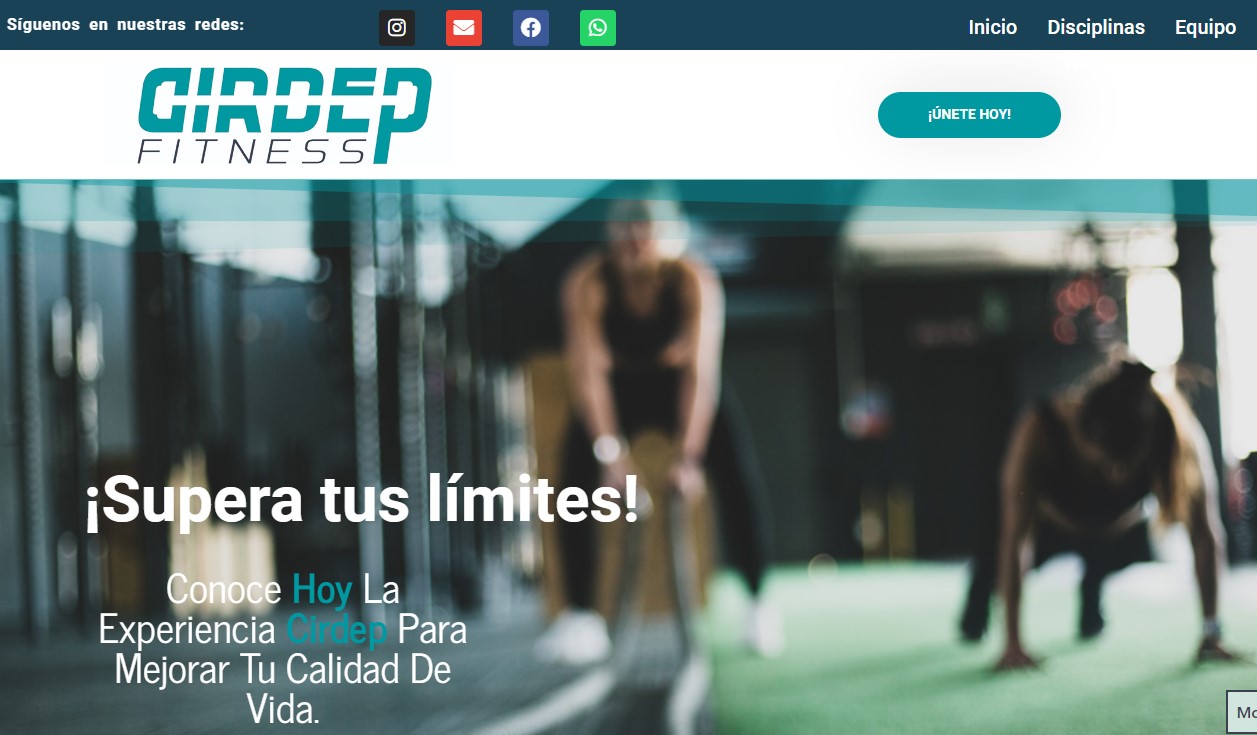 Síguenos en nuestras redes:
Inicio Disciplinas Equipo
CIRDEP
FITNESS
¡ÚNETE HOY!
¡Supera tus límites!
Conoce Hoy La
Experiencia Cirdep Para
Mejorar Tu Calidad De
Vida.